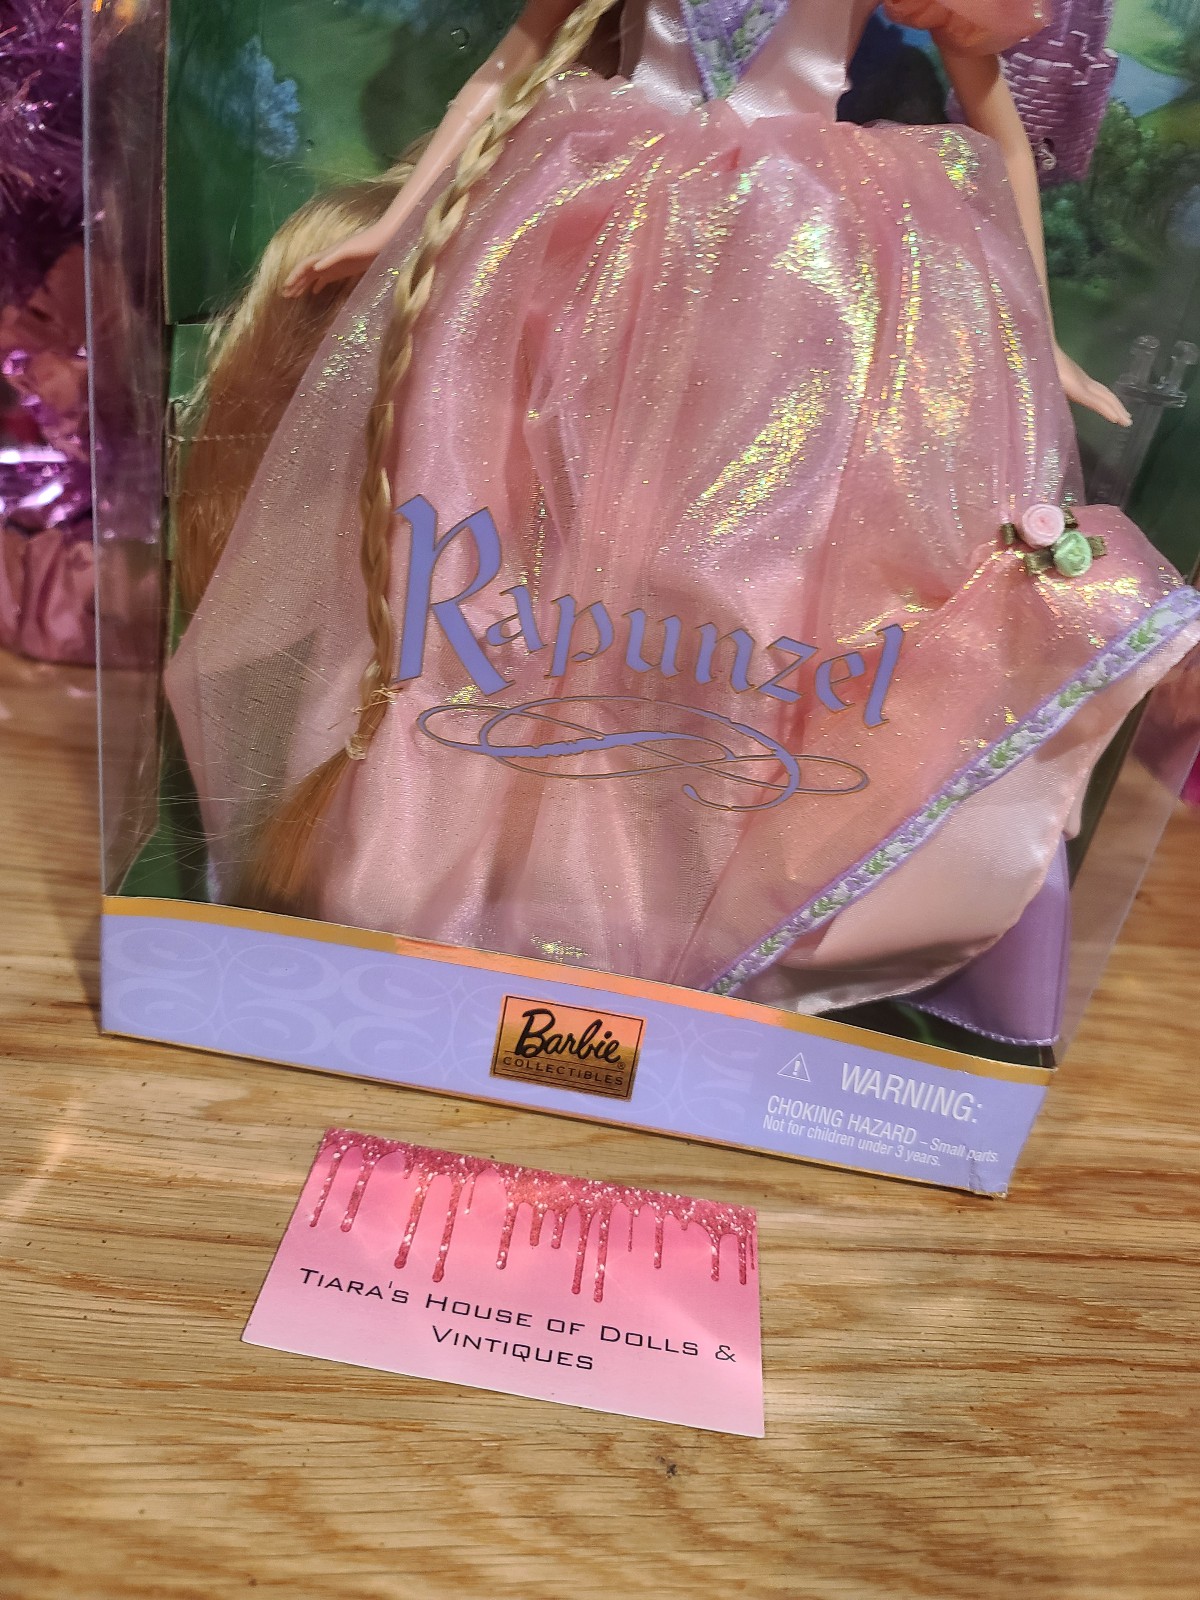 Rapunzel
Barbie®
COLLECTIBLES
⚠ WARNING:
CHOKING HAZARD – Small parts.
Not for children under 3 years.
TIARA'S HOUSE OF DOLLS &
VINTIQUES